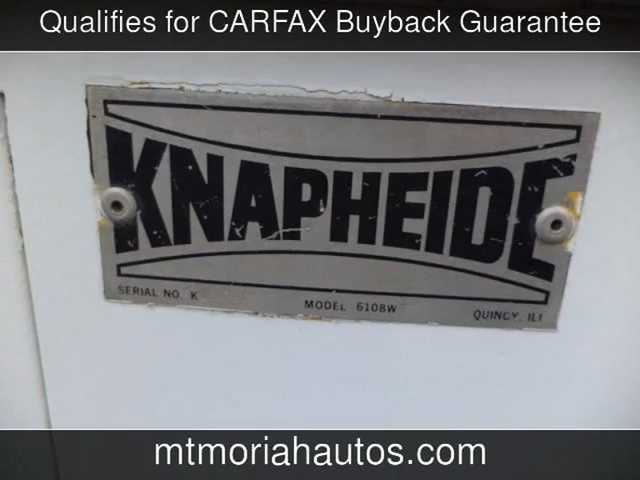 Qualifies for CARFAX Buyback Guarantee
KNAPHEIDE
SERIAL NO. K
MODEL 6108W
QUINCY, ILL
mtmoriahautos.com